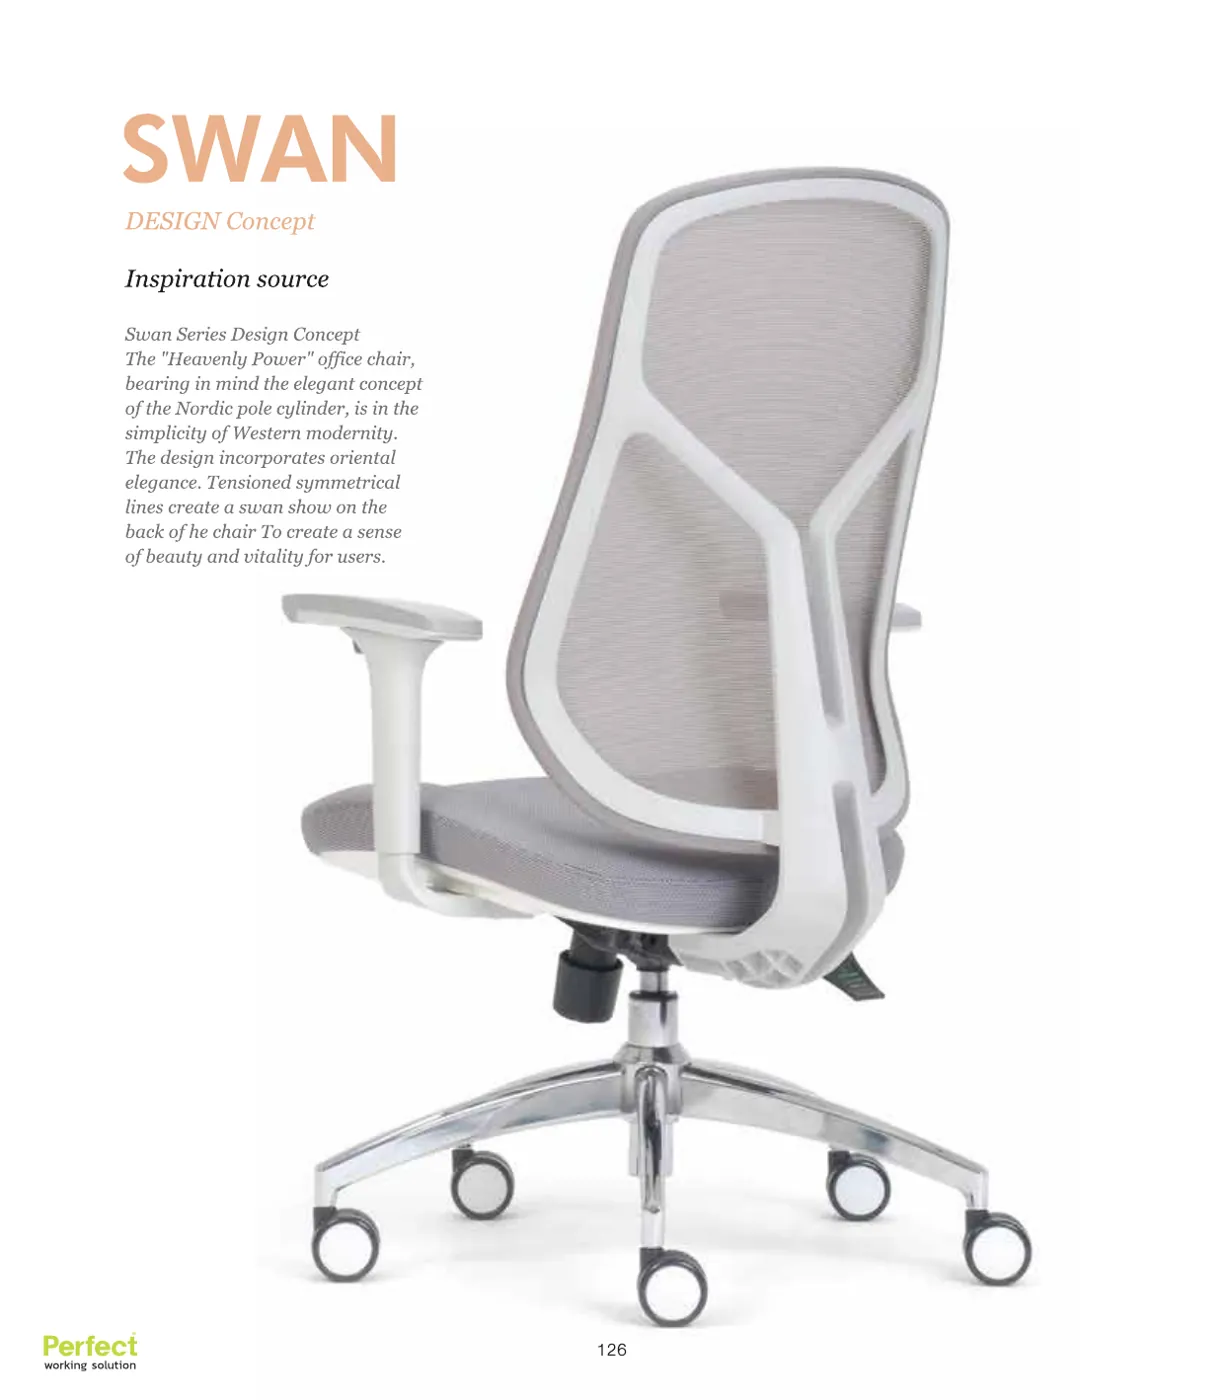 SWAN
DESIGN Concept
Inspiration source
Swan Series Design Concept
The "Heavenly Power" office chair,
bearing in mind the elegant concept
of the Nordic pole cylinder, is in the
simplicity of Western modernity.
The design incorporates oriental
elegance. Tensioned symmetrical
lines create a swan show on the
back of he chair To create a sense
of beauty and vitality for users.
Perfect
working solution
126